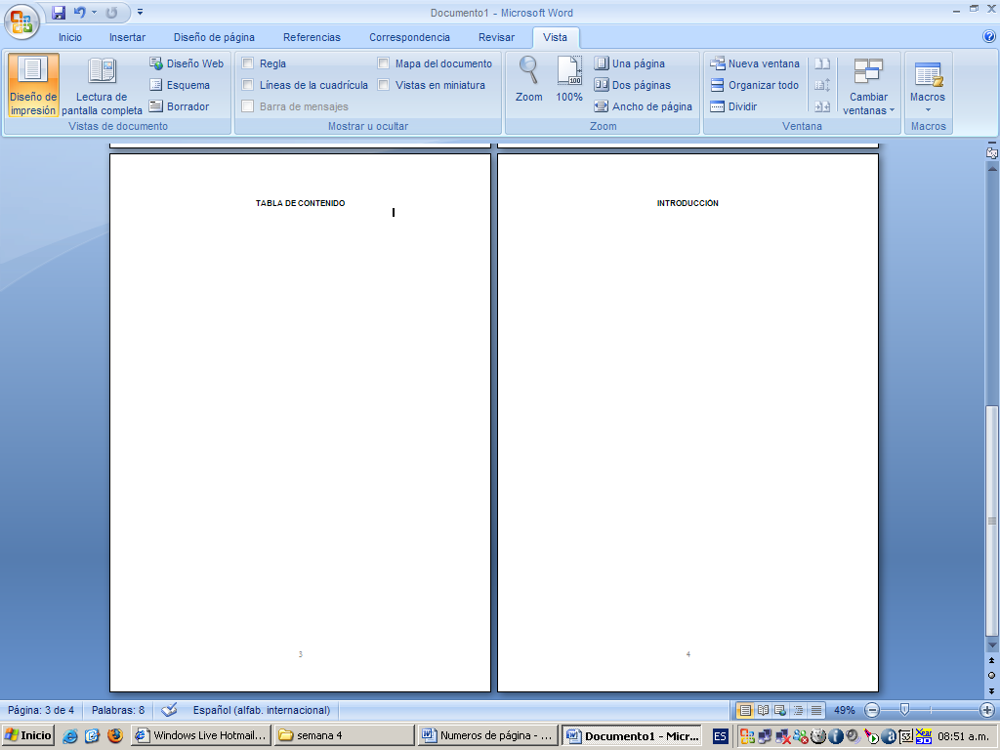 Documento1 - Microsoft Word
Inicio Insertar Diseño de página Referencias Correspondencia Revisar Vista
Diseño de impresión
Lectura de pantalla completa
Diseño Web
Esquema
Borrador
Vistas de documento
Regla
Líneas de la cuadrícula
Barra de mensajes
Mapa del documento
Vistas en miniatura
Mostrar u ocultar
Zoom
100%
Una página
Dos páginas
Ancho de página
Zoom
Nueva ventana
Organizar todo
Dividir
Cambiar ventanas
Ventana
Macros
Macros
TABLA DE CONTENIDO
INTRODUCCIÓN
3
4
Página: 3 de 4 Palabras: 8 Español (alfab. internacional) 49%
Inicio Windows Live Hotmail... semana 4 Numeros de página - ... Documento1 - Micr... ES 08:51 a.m.